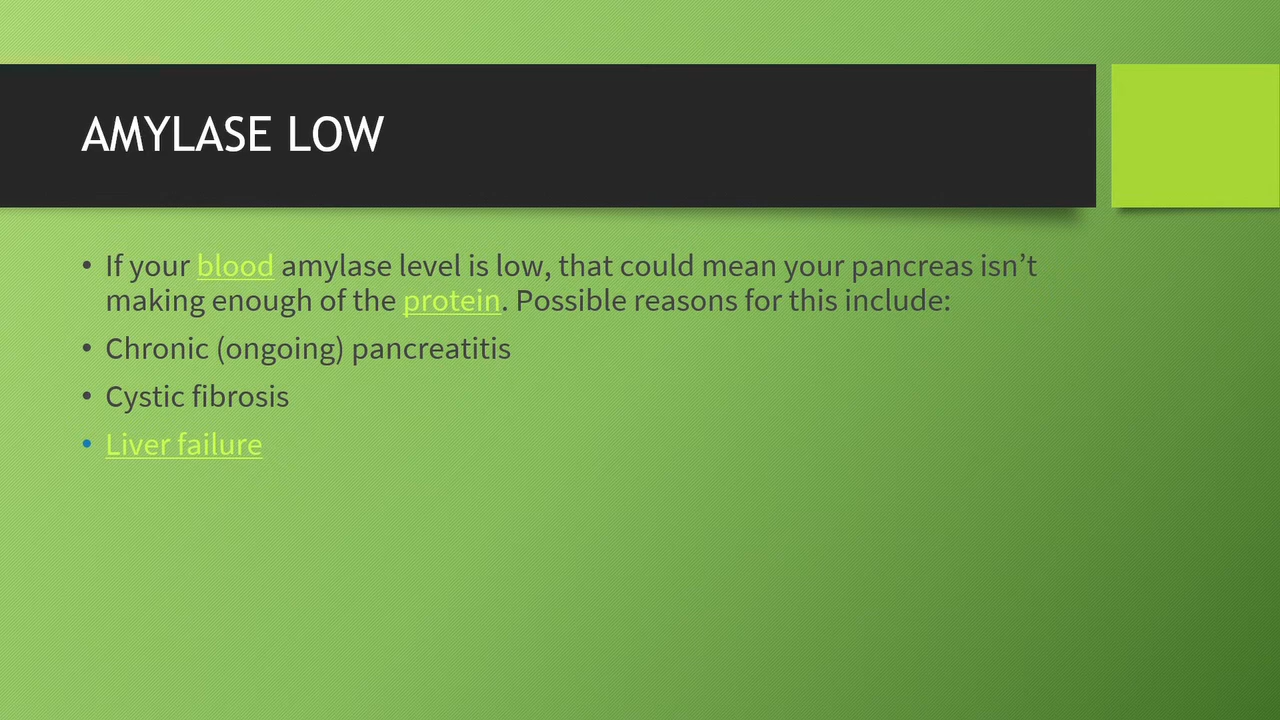 AMYLASE LOW
• If your blood amylase level is low, that could mean your pancreas isn’t
making enough of the protein. Possible reasons for this include:
• Chronic (ongoing) pancreatitis
• Cystic fibrosis
• Liver failure